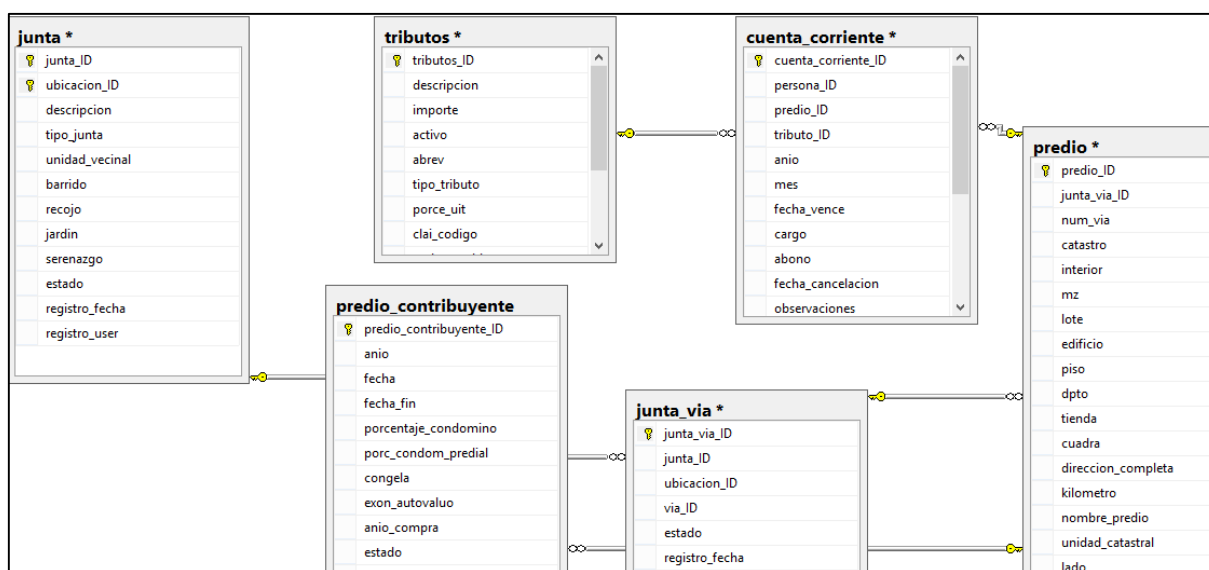 junta *
junta_ID
ubicacion_ID
descripcion
tipo_junta
unidad_vecinal
barrido
recojo
jardin
serenazgo
estado
registro_fecha
registro_user
tributos *
tributos_ID
descripcion
importe
activo
abrev
tipo_tributo
porce_uit
clai_codigo
cuenta_corriente *
cuenta_corriente_ID
persona_ID
predio_ID
tributo_ID
anio
mes
fecha_vence
cargo
abono
fecha_cancelacion
observaciones
predio *
predio_ID
junta_via_ID
num_via
catastro
interior
mz
lote
edificio
piso
dpto
tienda
cuadra
direccion_completa
kilometro
nombre_predio
unidad_catastral
lado
predio_contribuyente
predio_contribuyente_ID
anio
fecha
fecha_fin
porcentaje_condomino
porc_condom_predial
congela
exon_autovaluo
anio_compra
estado
junta_via *
junta_via_ID
junta_ID
ubicacion_ID
via_ID
estado
registro_fecha